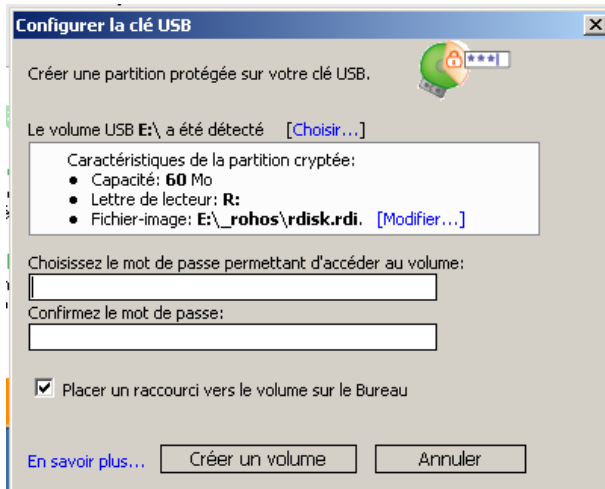 Configurer la clé USB
Créer une partition protégée sur votre clé USB.
***
Le volume USB E:\ a été détecté [Choisir...]
Caractéristiques de la partition cryptée:
• Capacité: 60 Mo
• Lettre de lecteur: R:
• Fichier-image: E:\_rohos\rdisk.rdi. [Modifier...]
Choisissez le mot de passe permettant d'accéder au volume:
Confirmez le mot de passe:
Placer un raccourci vers le volume sur le Bureau
En savoir plus... Créer un volume Annuler